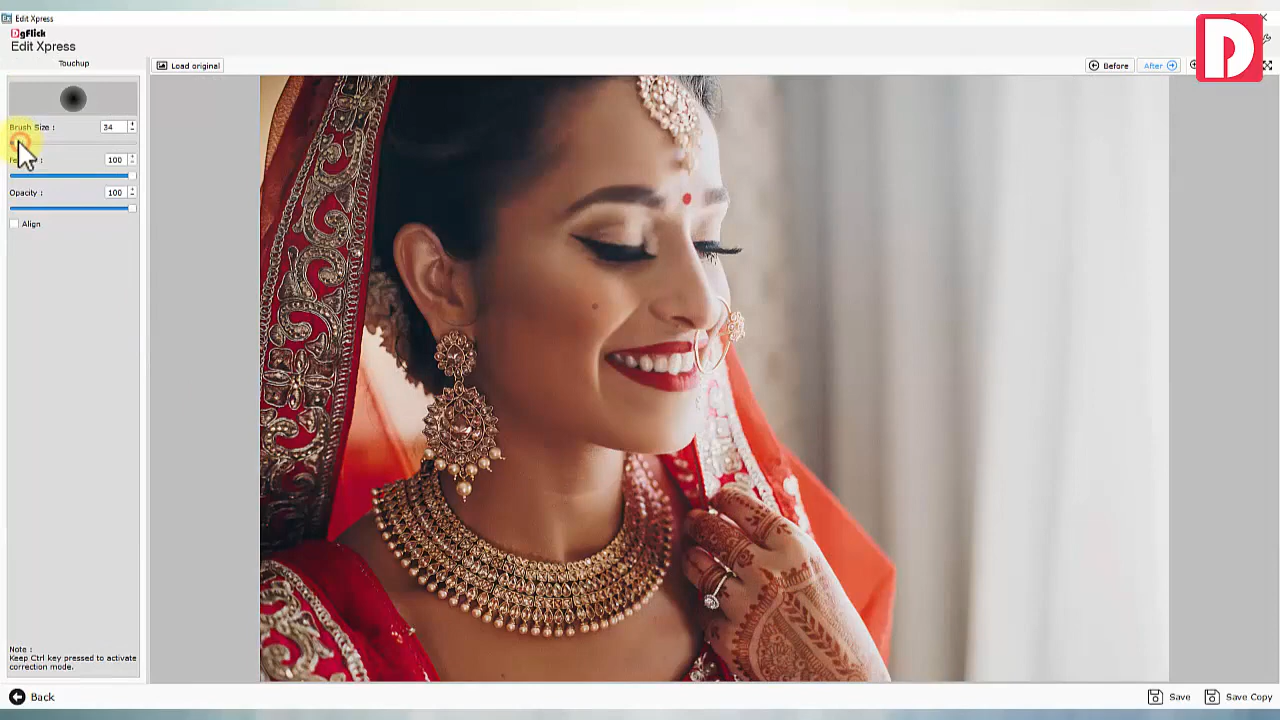 Edit Xpress
DgFlick
Edit Xpress
Touchup
Load original
Before
After
Brush Size :
34
100
Opacity :
100
Align
Note :
Keep Ctrl key pressed to activate
correction mode.
Back
Save
Save Copy